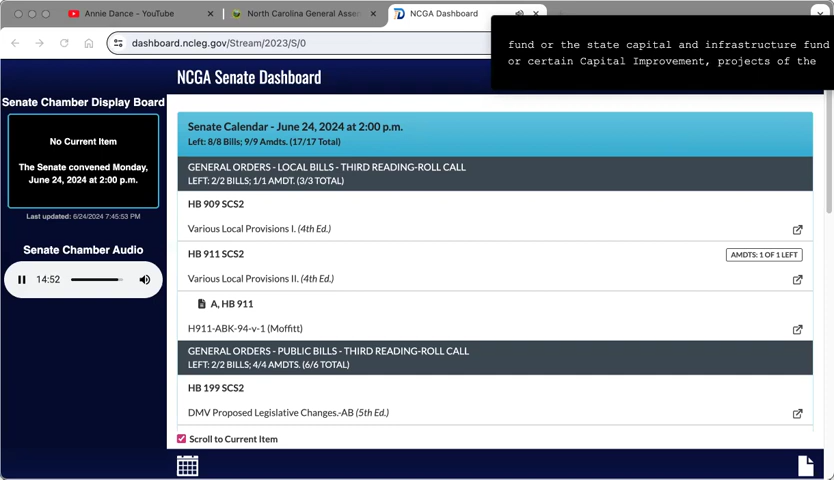 Annie Dance - YouTube
North Carolina General Assem
NCGA Dashboard
dashboard.ncleg.gov/Stream/2023/S/0
fund or the state capital and infrastructure fund
or certain Capital Improvement, projects of the
NCGA Senate Dashboard
Senate Chamber Display Board
No Current Item
The Senate convened Monday,
June 24, 2024 at 2:00 p.m.
Last updated: 6/24/2024 7:45:53 PM
Senate Chamber Audio
14:52
Senate Calendar - June 24, 2024 at 2:00 p.m.
Left: 8/8 Bills; 9/9 Amdts. (17/17 Total)
GENERAL ORDERS - LOCAL BILLS - THIRD READING-ROLL CALL
LEFT: 2/2 BILLS; 1/1 AMDT. (3/3 TOTAL)
HB 909 SCS2
Various Local Provisions I. (4th Ed.)
HB 911 SCS2
AMDTS: 1 OF 1 LEFT
Various Local Provisions II. (4th Ed.)
A, HB 911
H911-ABK-94-v-1 (Moffitt)
GENERAL ORDERS - PUBLIC BILLS - THIRD READING-ROLL CALL
LEFT: 2/2 BILLS; 4/4 AMDTS. (6/6 TOTAL)
HB 199 SCS2
DMV Proposed Legislative Changes.-AB (5th Ed.)
Scroll to Current Item